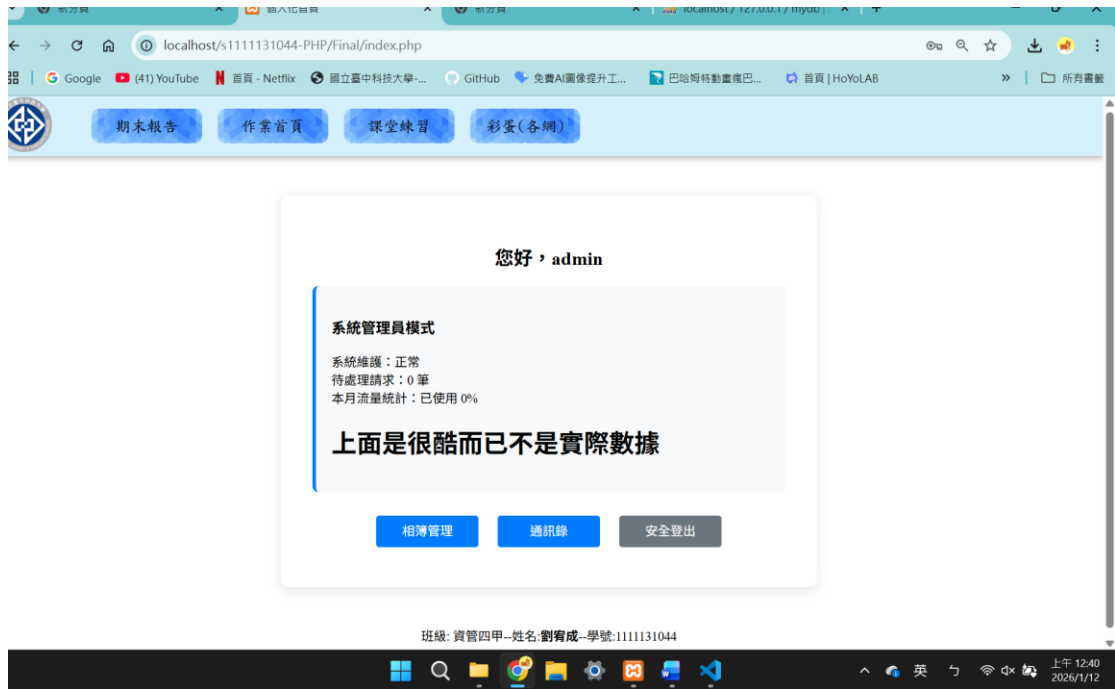 新分頁
個人化首頁
新分頁
localhost / 127.0.0.1 / mydb
localhost/s1111131044-PHP/Final/index.php
Google
(41) YouTube
首頁 - Netflix
國立臺中科技大學-...
GitHub
免費AI圖像提升工...
巴哈姆特動畫瘋巴...
首頁 | HoYoLAB
»
所有書籤
期末報告
作業首頁
課堂練習
彩蛋(各網)
您好，admin
系統管理員模式
系統維護：正常
待處理請求：0 筆
本月流量統計：已使用 0%
上面是很酷而已不是實際數據
相簿管理
通訊錄
安全登出
班級: 資管四甲--姓名:劉宥成--學號:1111131044
英
ㄅ
上午 12:40
2026/1/12